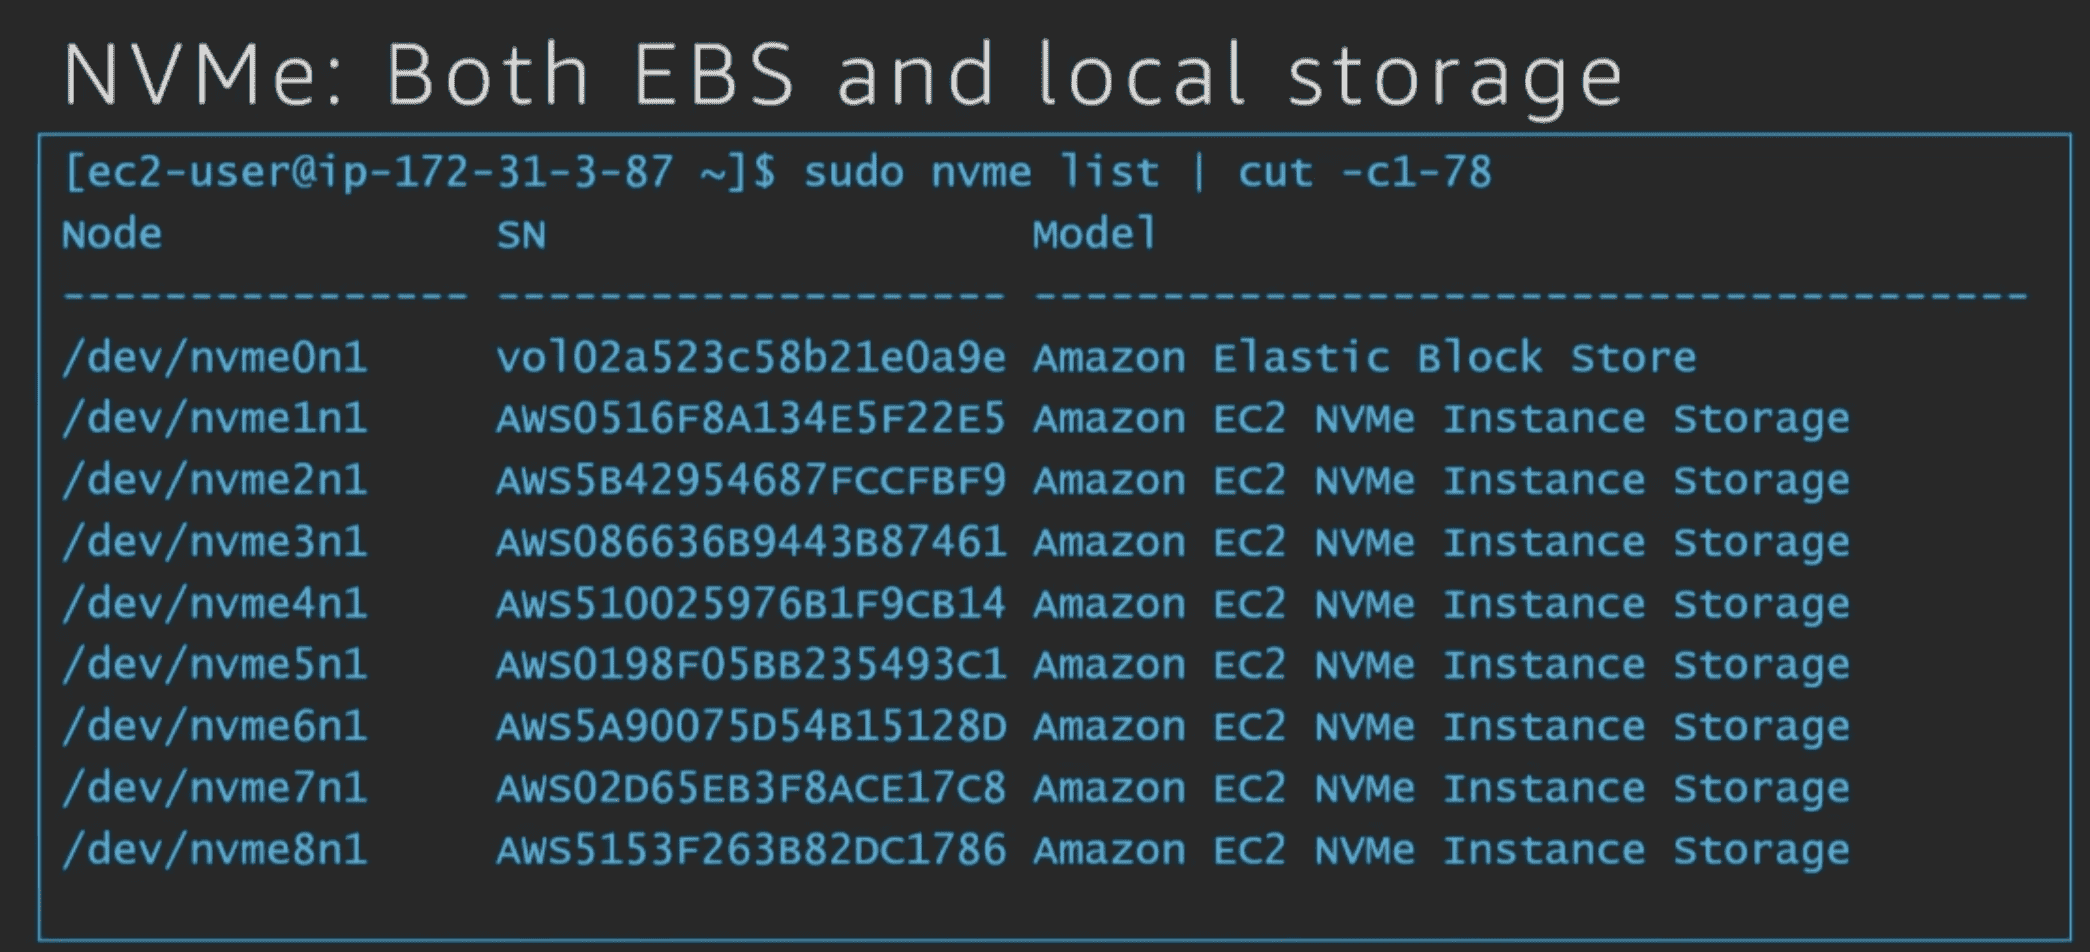 NVMe: Both EBS and local storage
[ec2-user@ip-172-31-3-87 ~]$ sudo nvme list | cut -c1-78
Node             SN                   Model
---------------- -------------------- ---------------------------------------
/dev/nvme0n1     vol02a523c58b21e0a9e Amazon Elastic Block Store
/dev/nvme1n1     AWS0516F8A134E5F22E5 Amazon EC2 NVMe Instance Storage
/dev/nvme2n1     AWS5B42954687FCCFBF9 Amazon EC2 NVMe Instance Storage
/dev/nvme3n1     AWS086636B9443B87461 Amazon EC2 NVMe Instance Storage
/dev/nvme4n1     AWS510025976B1F9CB14 Amazon EC2 NVMe Instance Storage
/dev/nvme5n1     AWS0198F05BB235493C1 Amazon EC2 NVMe Instance Storage
/dev/nvme6n1     AWS5A90075D54B15128D Amazon EC2 NVMe Instance Storage
/dev/nvme7n1     AWS02D65EB3F8ACE17C8 Amazon EC2 NVMe Instance Storage
/dev/nvme8n1     AWS5153F263B82DC1786 Amazon EC2 NVMe Instance Storage